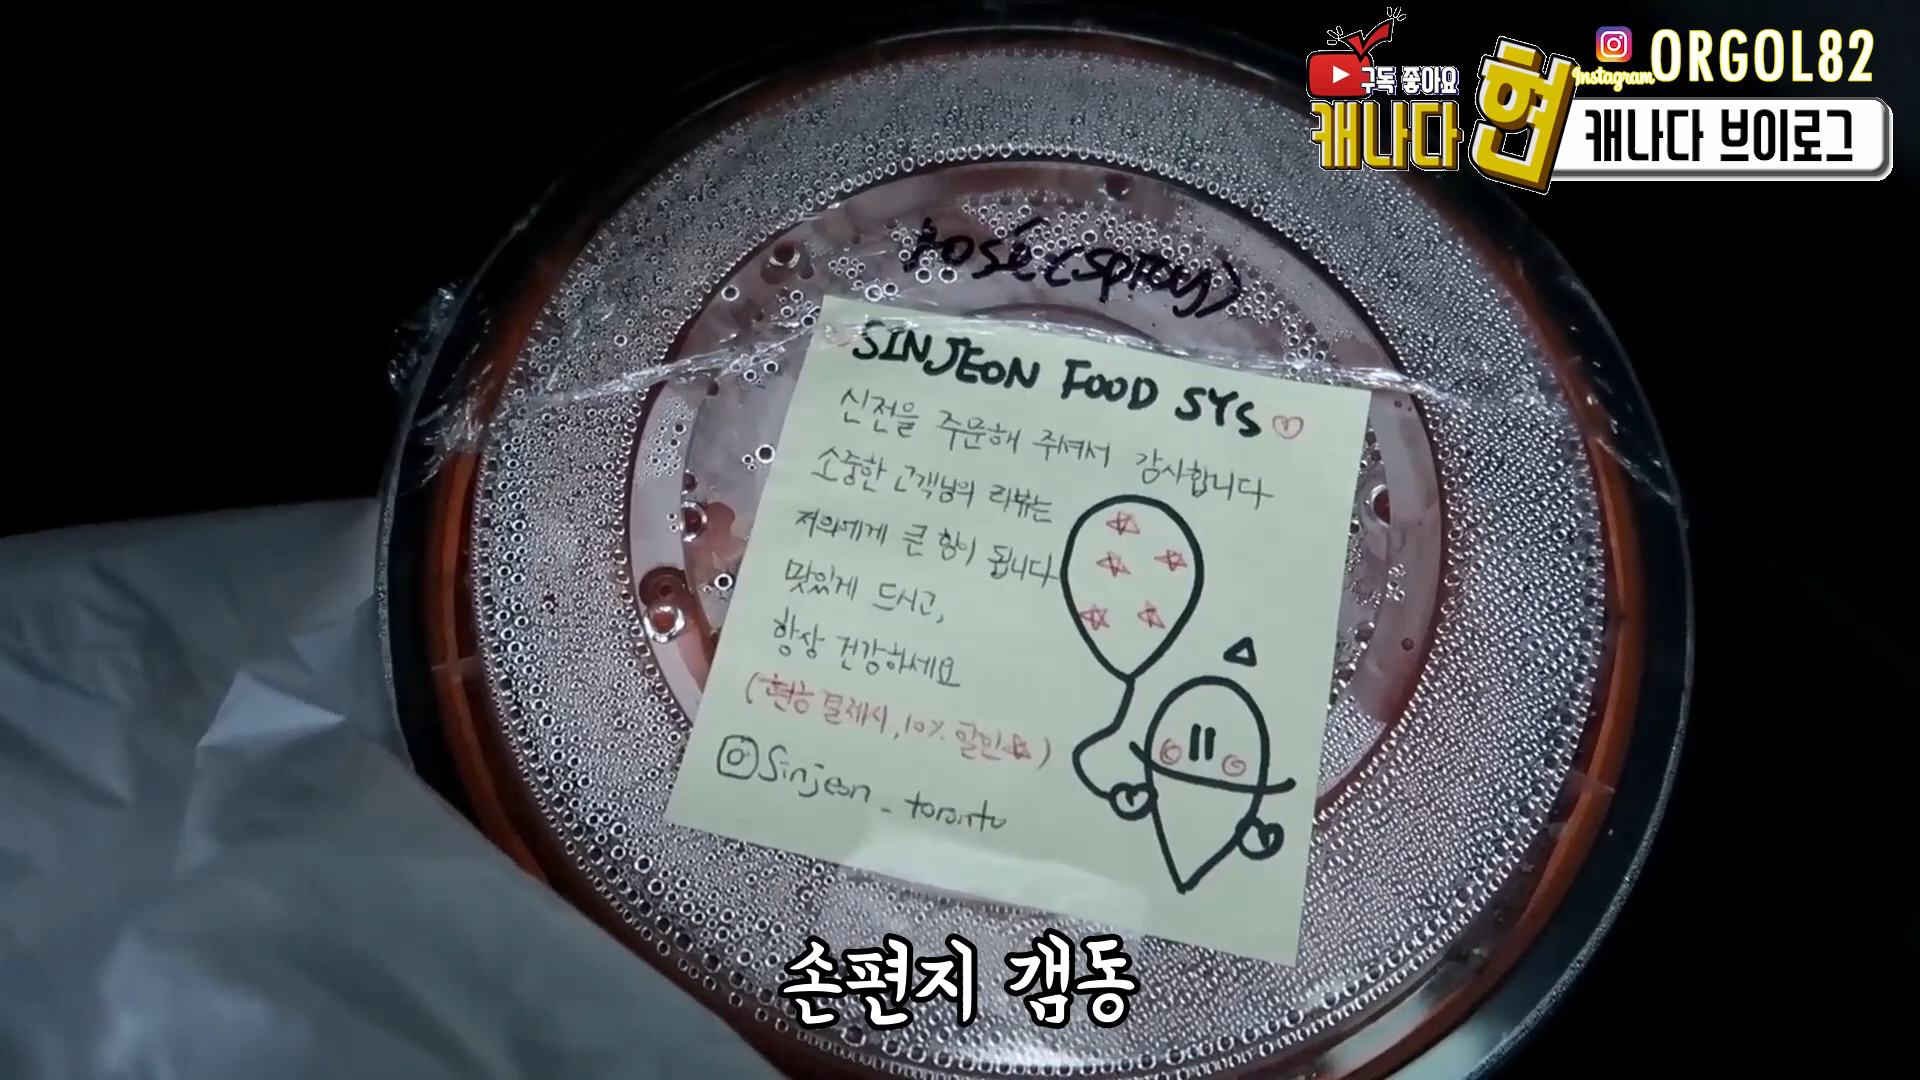 구독 좋아요
캐나다
현
Instagram
ORGOL82
캐나다 브이로그
rosé (spicy)
SINJEON FOOD SYS
신전을 주문해 주셔서 감사합니다
소중한 고객님의 리뷰는
저희에게 큰 힘이 됩니다
맛있게 드시고,
항상 건강하세요
(현금 결제시, 10% 할인☆)
Sinjeon_toronto
손편지 갬동